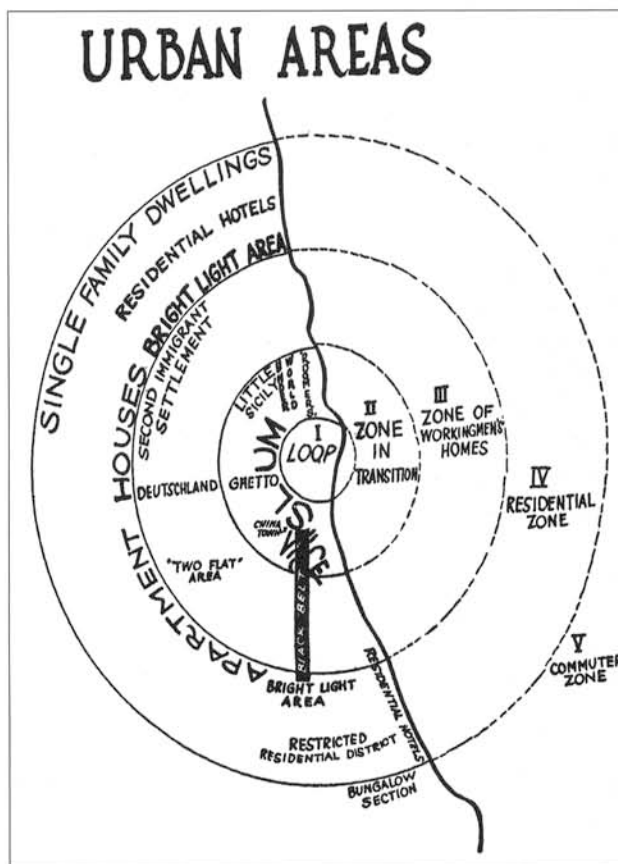 URBAN AREAS
SINGLE FAMILY DWELLINGS
RESIDENTIAL HOTELS
BRIGHT LIGHT AREA
SECOND IMMIGRANT
SETTLEMENT
APARTMENT HOUSES
LITTLE
SICILY
UNDER
WORLD
ROOMERS
I
LOOP
II
ZONE
IN
TRANSITION
III
ZONE OF
WORKINGMEN'S
HOMES
IV
RESIDENTIAL
ZONE
V
COMMUTER
ZONE
DEUTSCHLAND
GHETTO
SLUM
CHINA
TOWN
VICE
"TWO FLAT"
AREA
BLACK BELT
BRIGHT LIGHT
AREA
RESIDENTIAL HOTELS
RESTRICTED
RESIDENTIAL DISTRICT
BUNGALOW
SECTION